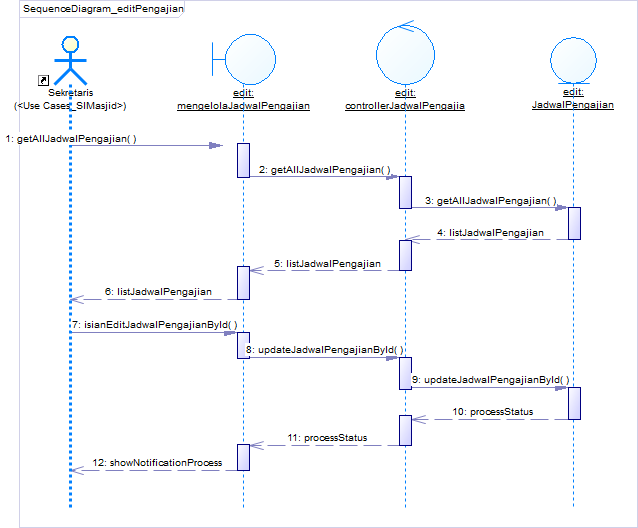 SequenceDiagram_editPengajian
Sekretaris
(<Use Cases_SIMasjid>)
edit:
mengelolaJadwalPengajian
edit:
controllerJadwalPengajia
edit:
JadwalPengajian
1: getAllJadwalPengajian( )
2: getAllJadwalPengajian( )
3: getAllJadwalPengajian( )
4: listJadwalPengajian
5: listJadwalPengajian
6: listJadwalPengajian
7: isianEditJadwalPengajianById( )
8: updateJadwalPengajianById( )
9: updateJadwalPengajianById( )
10: processStatus
11: processStatus
12: showNotificationProcess